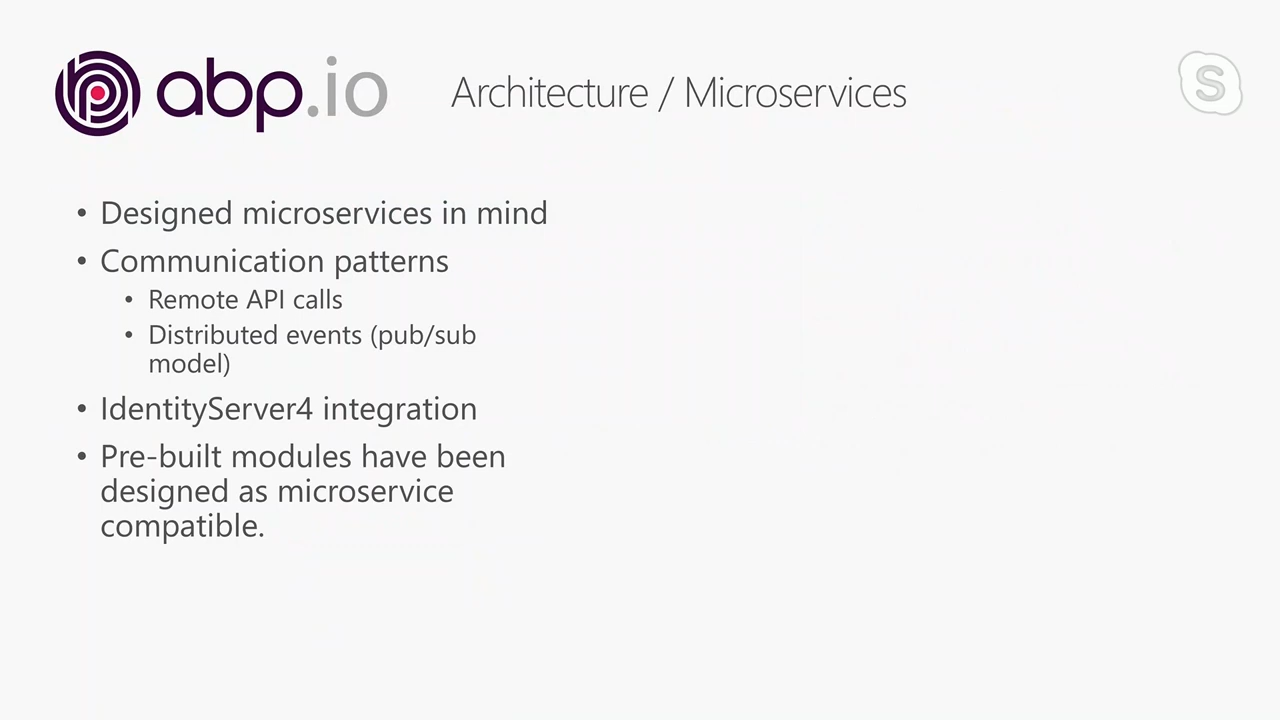 abp.io
Architecture / Microservices
S
• Designed microservices in mind
• Communication patterns
• Remote API calls
• Distributed events (pub/sub
model)
• IdentityServer4 integration
• Pre-built modules have been
designed as microservice
compatible.